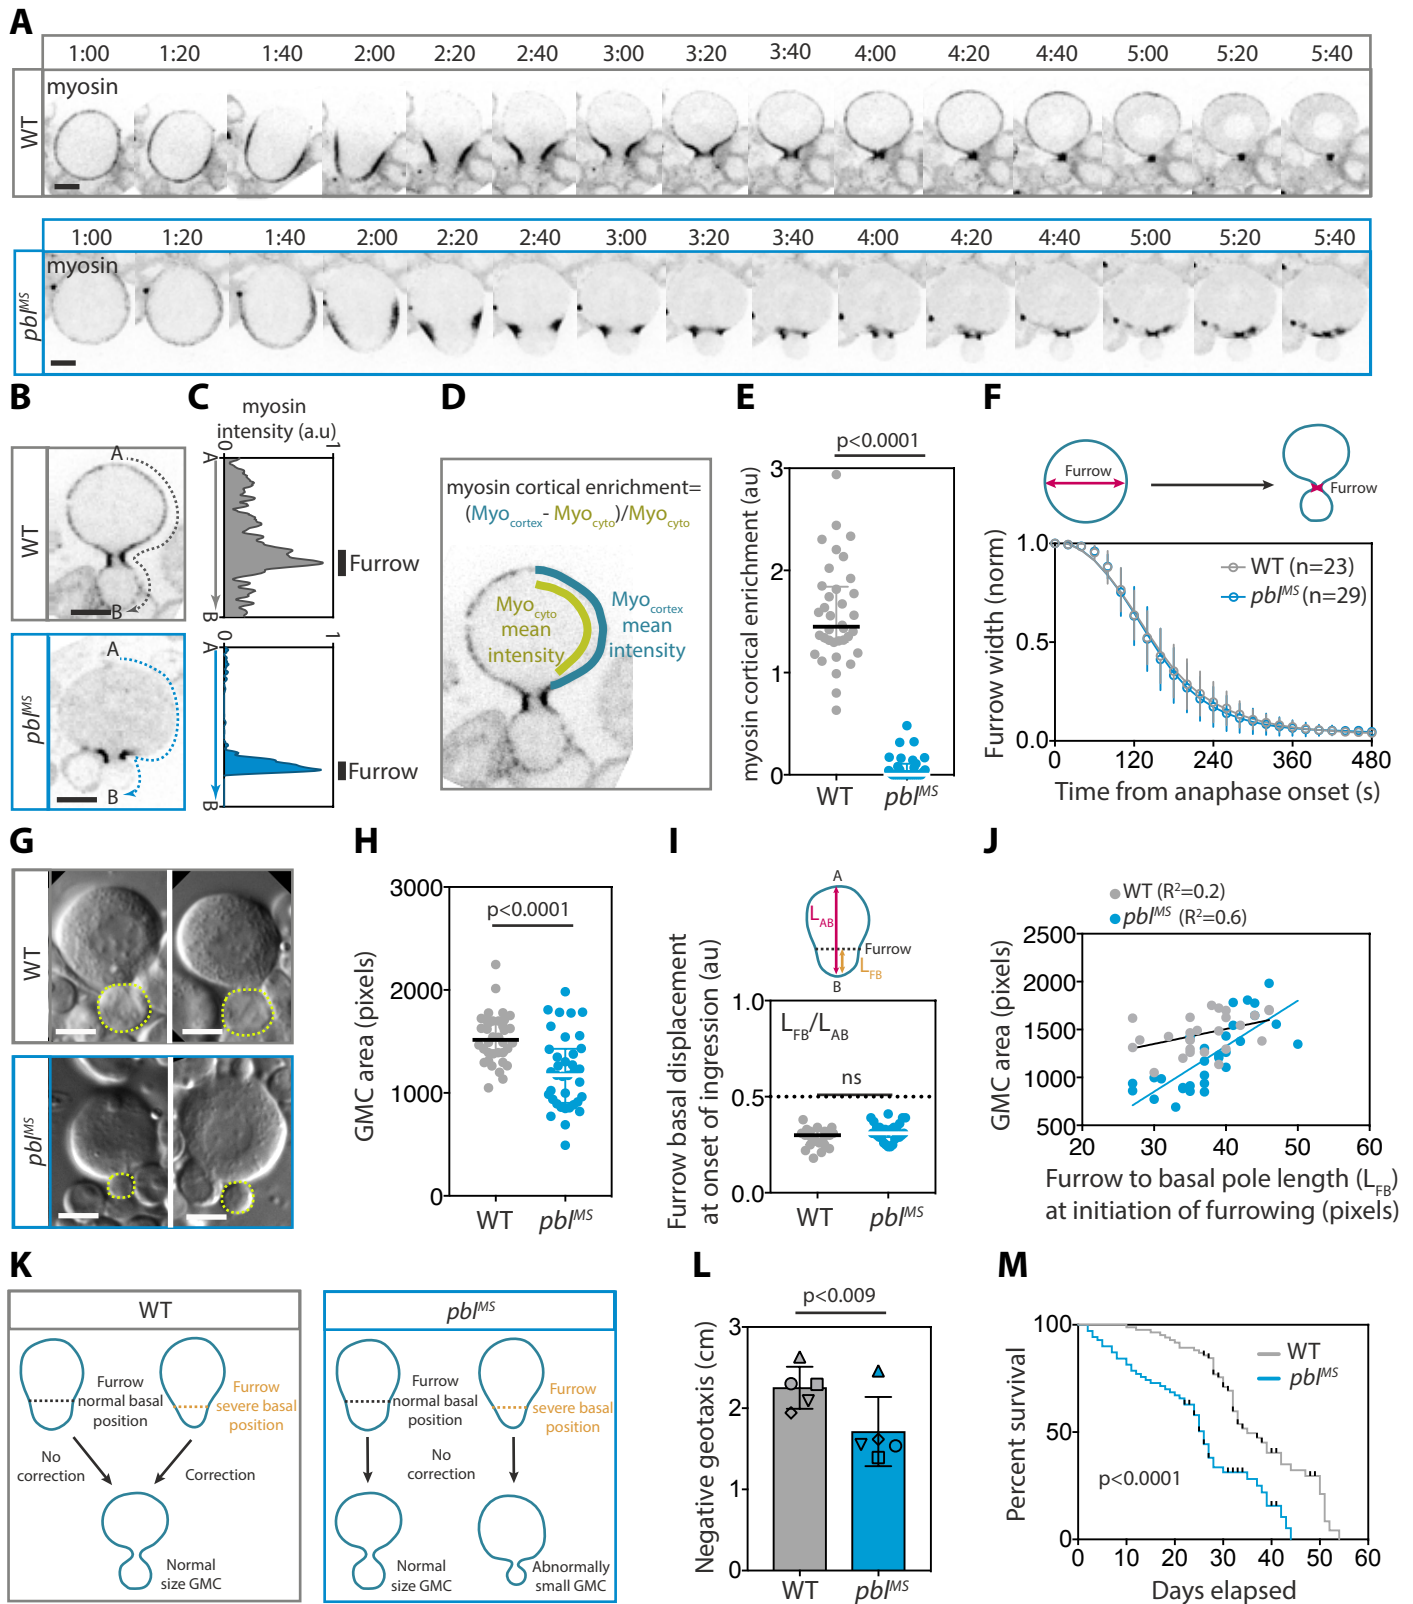 A
1:00 1:20 1:40 2:00 2:20 2:40 3:00 3:20 3:40 4:00 4:20 4:40 5:00 5:20 5:40
WT
myosin
1:00 1:20 1:40 2:00 2:20 2:40 3:00 3:20 3:40 4:00 4:20 4:40 5:00 5:20 5:40
pbl^MS
myosin
B
WT
A
B
pbl^MS
A
B
C
myosin
intensity (a.u)
0 1
A
B
Furrow
0 1
A
B
Furrow
D
myosin cortical enrichment=
(Myo_cortex - Myo_cyto)/Myo_cyto
Myo_cyto
mean
intensity
Myo_cortex
mean
intensity
E
p<0.0001
myosin cortical enrichment (au)
3
2
1
0
WT pbl^MS
F
Furrow
Furrow
Furrow width (norm)
1.0
0.0
WT (n=23)
pbl^MS (n=29)
0 120 240 360 480
Time from anaphase onset (s)
G
WT
pbl^MS
H
GMC area (pixels)
3000
2000
1000
0
p<0.0001
WT pbl^MS
I
A
L_AB
Furrow
L_FB
B
Furrow basal displacement
at onset of ingression (au)
1.0
0.5
0.0
L_FB/L_AB
ns
WT pbl^MS
J
WT (R²=0.2)
pbl^MS (R²=0.6)
GMC area (pixels)
2500
2000
1500
1000
500
20 30 40 50 60
Furrow to basal pole length (L_FB)
at initiation of furrowing (pixels)
K
WT
Furrow
normal basal
position
Furrow
severe basal
position
No
correction
Correction
Normal
size GMC
pbl^MS
Furrow
normal basal
position
Furrow
severe basal
position
No
correction
Normal
size GMC
Abnormally
small GMC
L
p<0.009
Negative geotaxis (cm)
3
2
1
0
WT pbl^MS
M
Percent survival
100
50
0
WT
pbl^MS
p<0.0001
0 10 20 30 40 50 60
Days elapsed